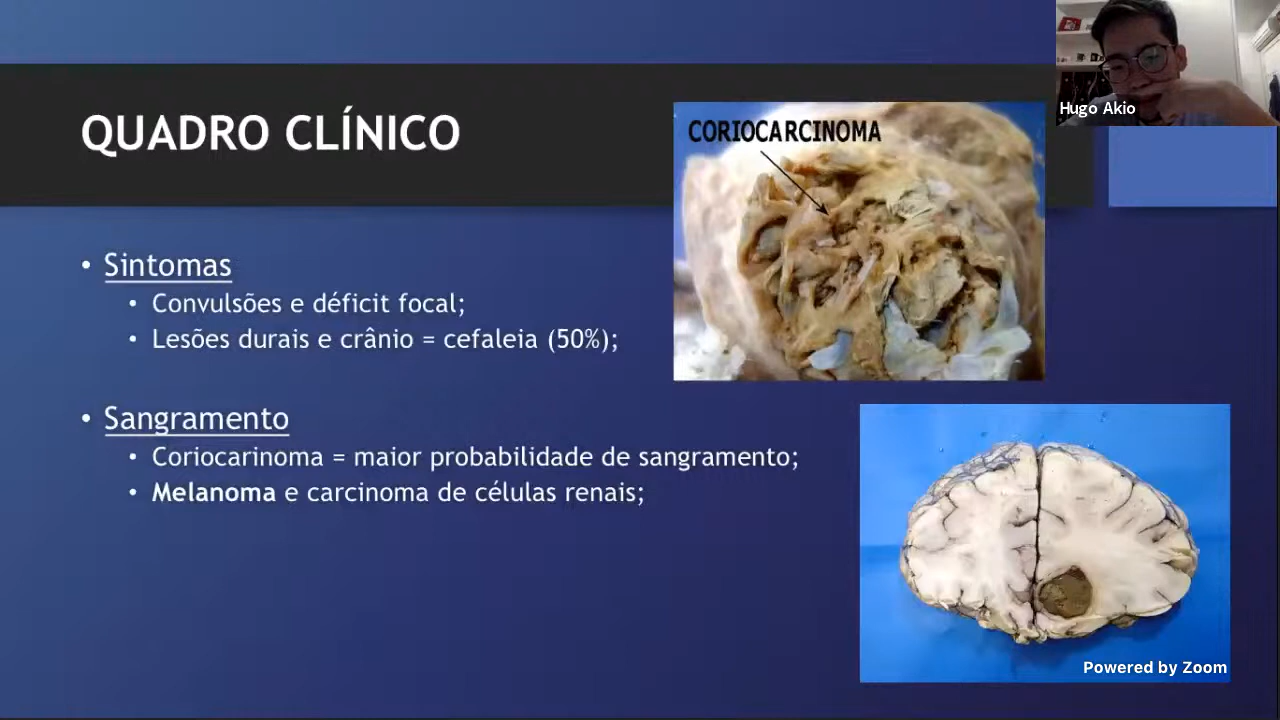 QUADRO CLÍNICO
CORIOCARCINOMA
Hugo Akio
• Sintomas
• Convulsões e déficit focal;
• Lesões durais e crânio = cefaleia (50%);
• Sangramento
• Coriocarinoma = maior probabilidade de sangramento;
• Melanoma e carcinoma de células renais;
Powered by Zoom